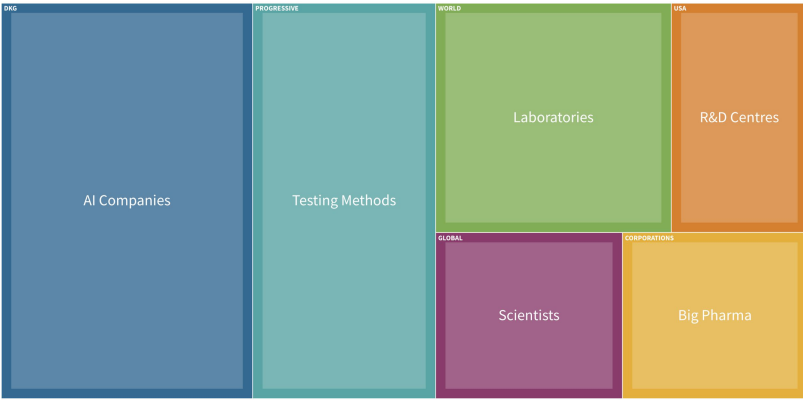 DKG
AI Companies
PROGRESSIVE
Testing Methods
WORLD
Laboratories
USA
R&D Centres
GLOBAL
Scientists
CORPORATIONS
Big Pharma